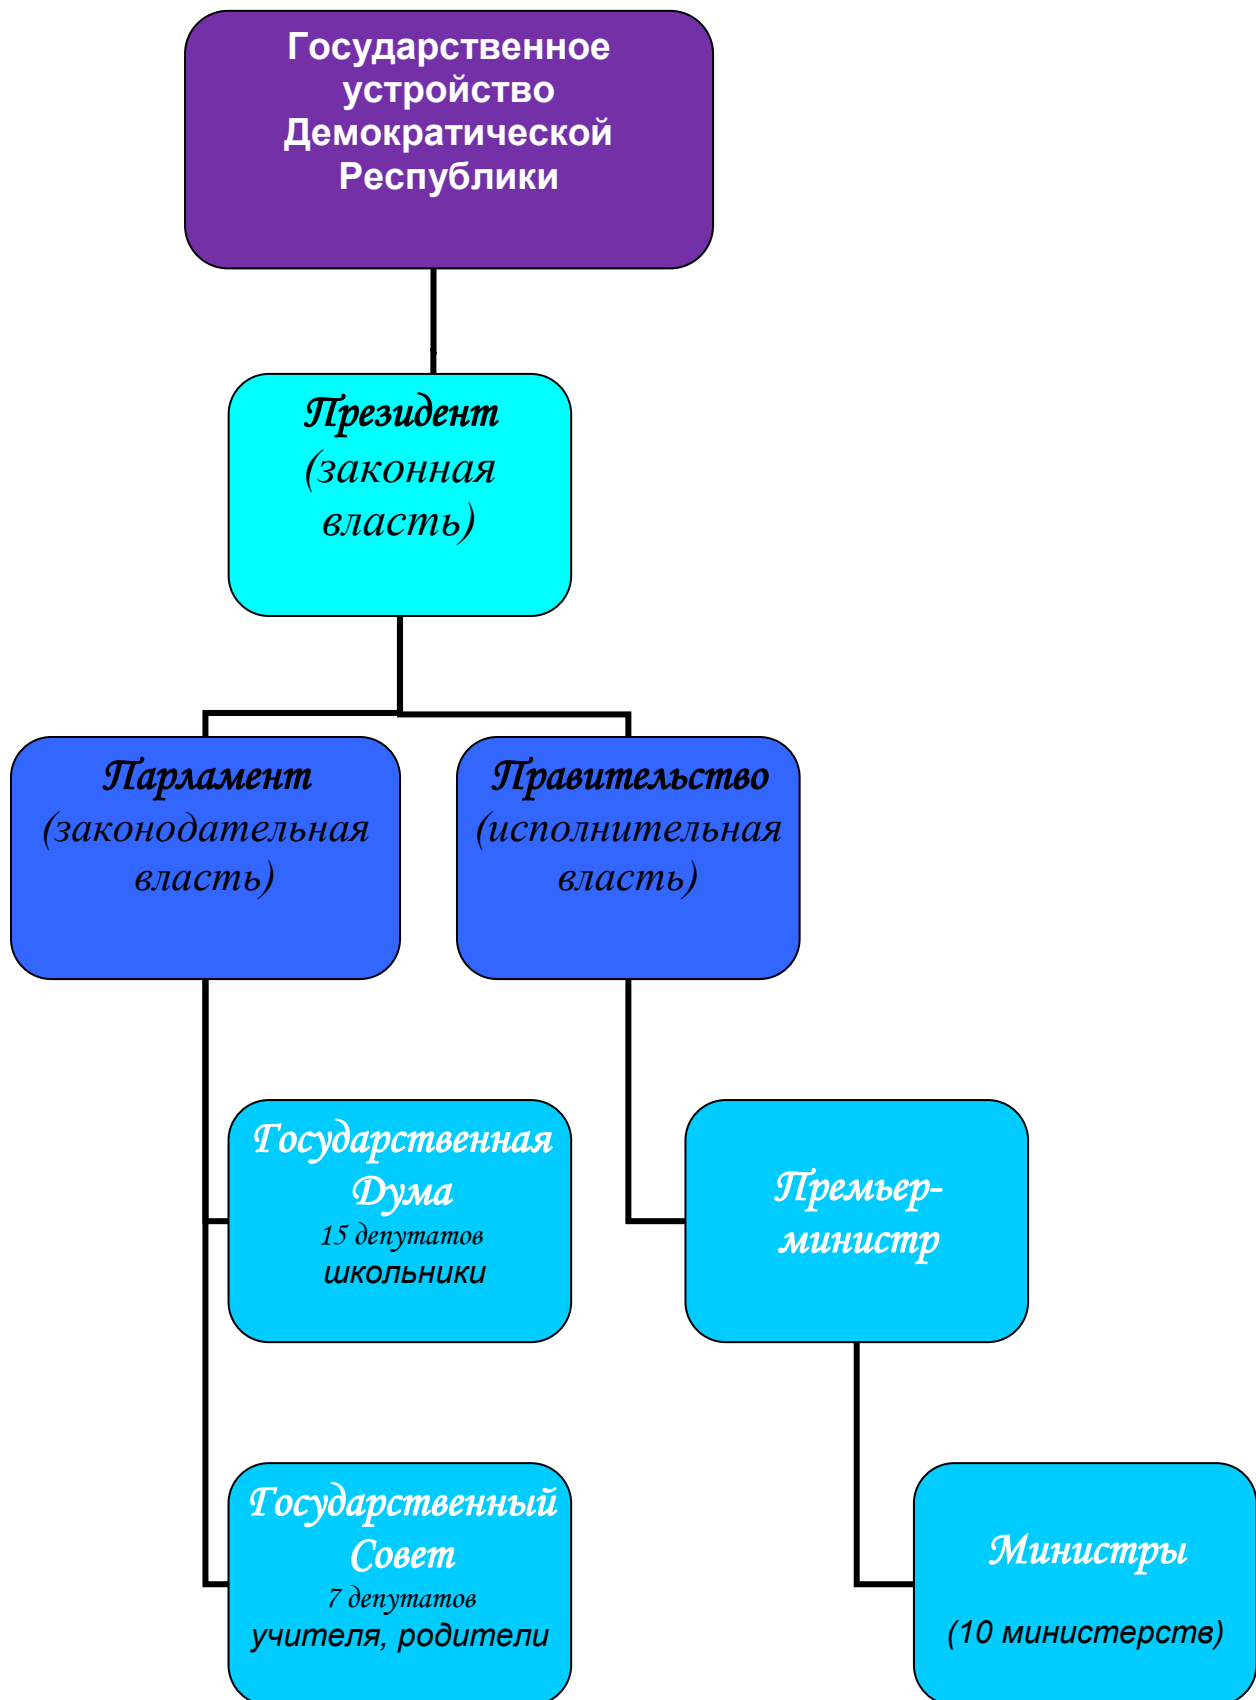 Государственное
устройство
Демократической
Республики
Президент
(законная
власть)
Парламент
(законодательная
власть)
Правительство
(исполнительная
власть)
Государственная
Дума
15 депутатов
школьники
Премьер-
министр
Государственный
Совет
7 депутатов
учителя, родители
Министры
(10 министерств)